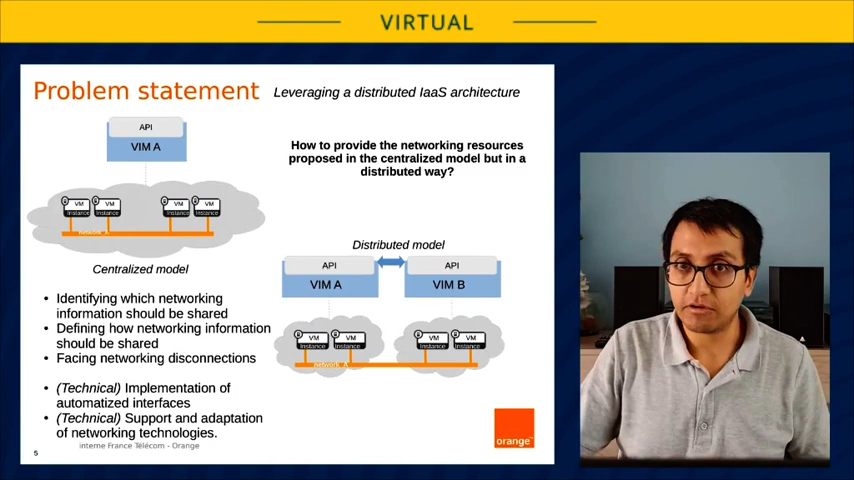 VIRTUAL
Problem statement
Leveraging a distributed IaaS architecture
API
VIM A
How to provide the networking resources
proposed in the centralized model but in a
distributed way?
VM
Instance
VM
Instance
VM
Instance
VM
Instance
Centralized model
Distributed model
API
VIM A
API
VIM B
VM
Instance
VM
Instance
VM
Instance
VM
Instance
• Identifying which networking
information should be shared
• Defining how networking information
should be shared
• Facing networking disconnections
• (Technical) Implementation of
automatized interfaces
• (Technical) Support and adaptation
of networking technologies.
interne France Télécom - Orange
5
orange